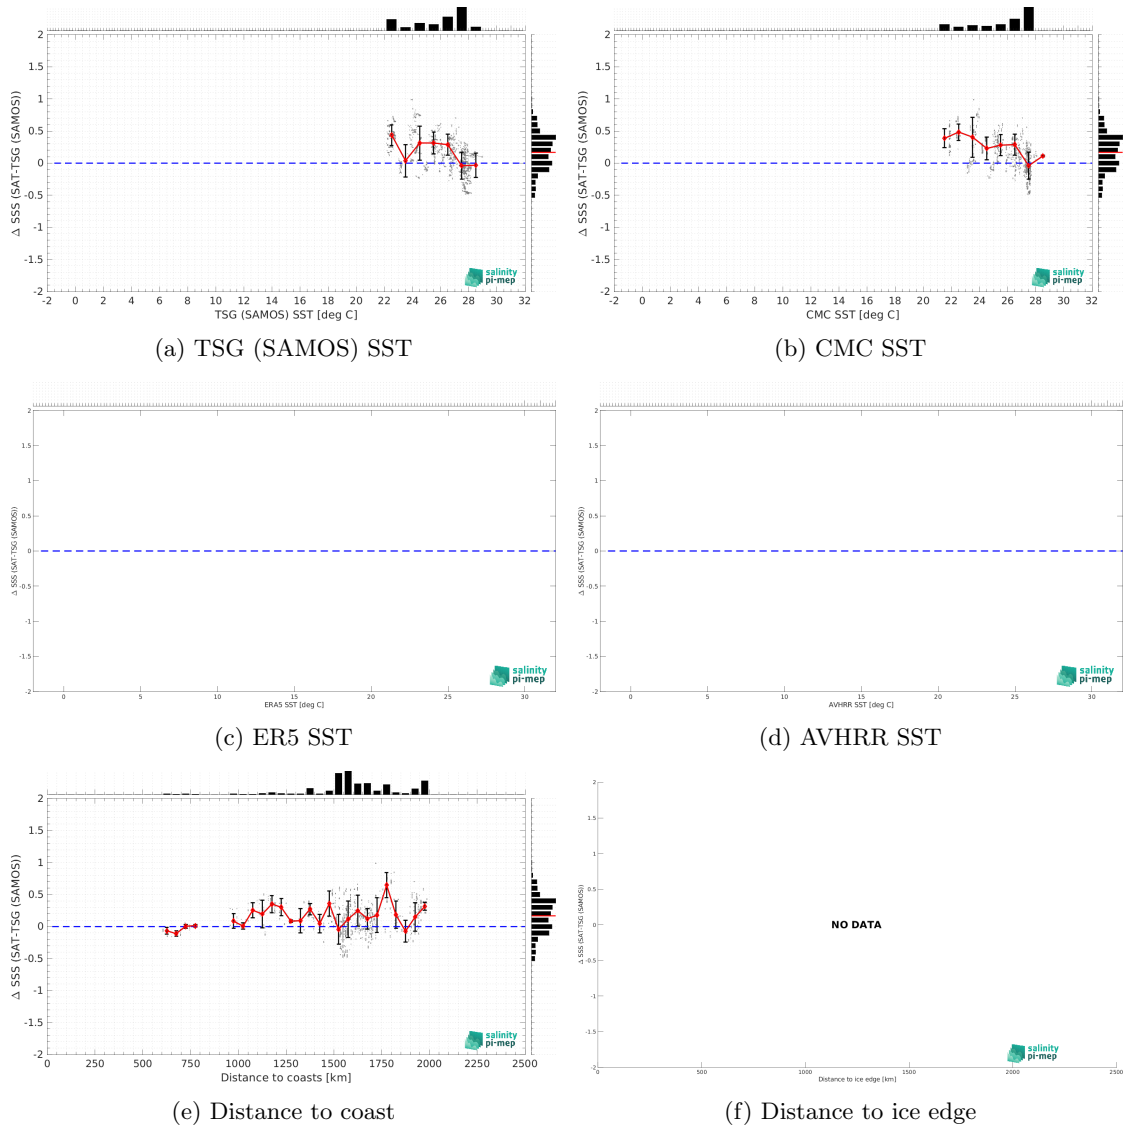 2
1.5
1
0.5
0
-0.5
-1
-1.5
-2
Δ SSS (SAT-TSG (SAMOS))
-2 0 2 4 6 8 10 12 14 16 18 20 22 24 26 28 30 32
TSG (SAMOS) SST [deg C]
salinity
pi-mep
(a) TSG (SAMOS) SST
2
1.5
1
0.5
0
-0.5
-1
-1.5
-2
Δ SSS (SAT-TSG (SAMOS))
-2 0 2 4 6 8 10 12 14 16 18 20 22 24 26 28 30 32
CMC SST [deg C]
salinity
pi-mep
(b) CMC SST
2
1.5
1
0.5
0
-0.5
-1
-1.5
-2
Δ SSS (SAT-TSG (SAMOS))
0 5 10 15 20 25 30
ERA5 SST [deg C]
salinity
pi-mep
(c) ER5 SST
2
1.5
1
0.5
0
-0.5
-1
-1.5
-2
Δ SSS (SAT-TSG (SAMOS))
0 5 10 15 20 25 30
AVHRR SST [deg C]
salinity
pi-mep
(d) AVHRR SST
2
1.5
1
0.5
0
-0.5
-1
-1.5
-2
Δ SSS (SAT-TSG (SAMOS))
0 250 500 750 1000 1250 1500 1750 2000 2250 2500
Distance to coasts [km]
salinity
pi-mep
(e) Distance to coast
2
1.5
1
0.5
0
-0.5
-1
-1.5
-2
Δ SSS (SAT-TSG (SAMOS))
NO DATA
0 500 1000 1500 2000 2500
Distance to ice edge [km]
salinity
pi-mep
(f) Distance to ice edge